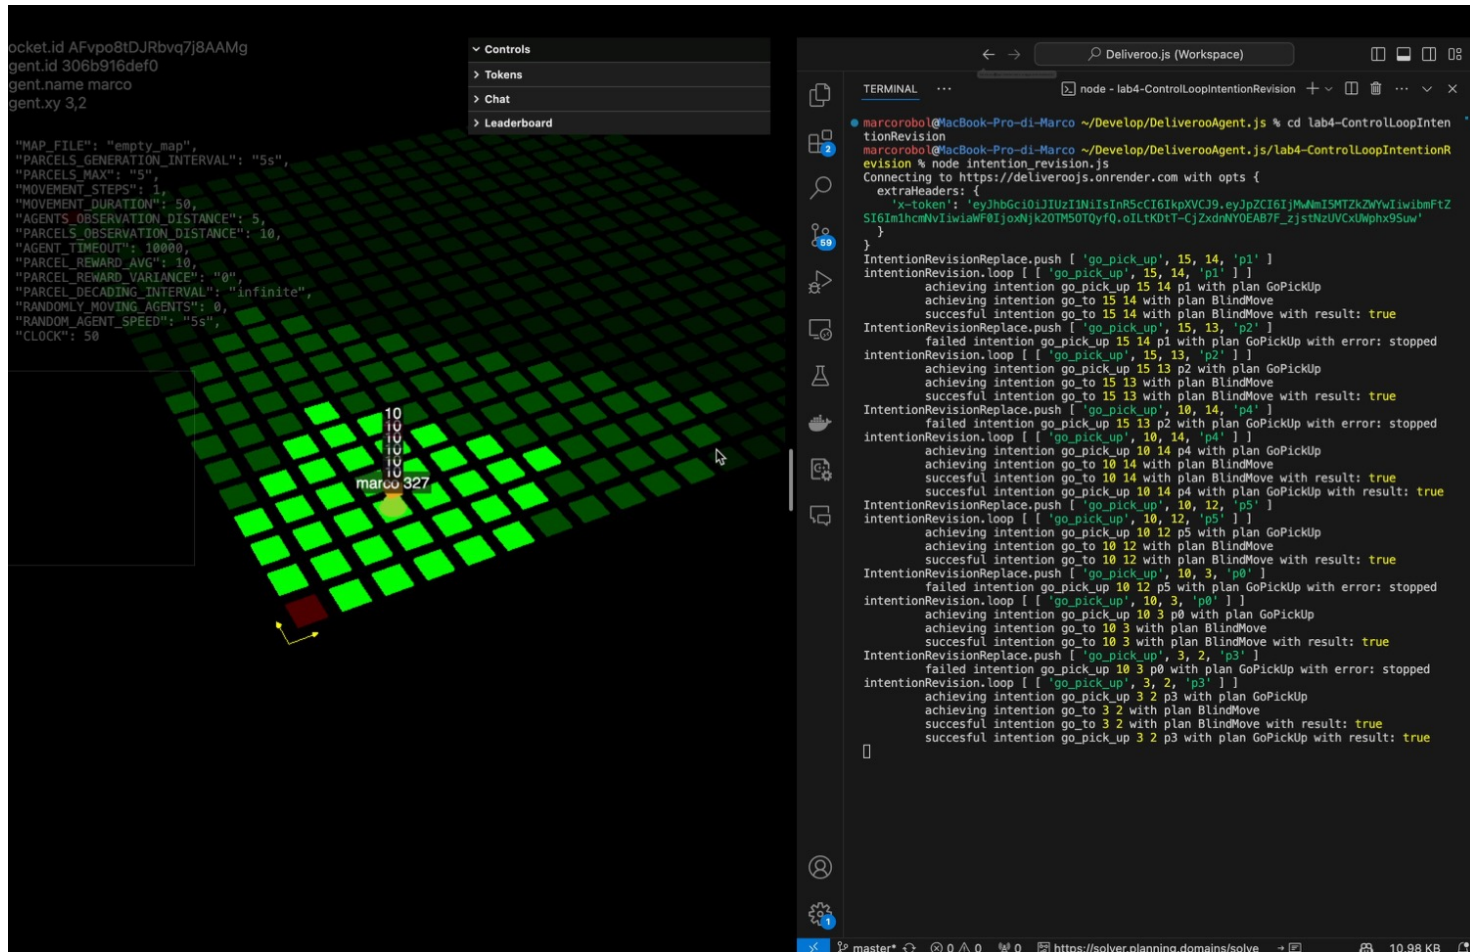 ocket.id AFvpo8tDJRbvq7j8AAMg
gent.id 306b916def0
gent.name marco
gent.xy 3,2
"MAP_FILE": "empty_map",
"PARCELS_GENERATION_INTERVAL": "5s",
"PARCELS_MAX": "5",
"MOVEMENT_STEPS": 1,
"MOVEMENT_DURATION": 50,
"AGENTS_OBSERVATION_DISTANCE": 5,
"PARCELS_OBSERVATION_DISTANCE": 10,
"AGENT_TIMEOUT": 10000,
"PARCEL_REWARD_AVG": 10,
"PARCEL_REWARD_VARIANCE": "0",
"PARCEL_DECADING_INTERVAL": "infinite",
"RANDOMLY_MOVING_AGENTS": 0,
"RANDOM_AGENT_SPEED": "5s",
"CLOCK": 50
Controls
Tokens
Chat
Leaderboard
10
marco 327
Deliveroo.js (Workspace)
TERMINAL ··· node - lab4-ControlLoopIntentionRevision
marcorobol@MacBook-Pro-di-Marco ~/Develop/DeliverooAgent.js % cd lab4-ControlLoopInten
tionRevision
marcorobol@MacBook-Pro-di-Marco ~/Develop/DeliverooAgent.js/lab4-ControlLoopIntentionR
evision % node intention_revision.js
Connecting to https://deliveroojs.onrender.com with opts {
extraHeaders: {
'x-token':
}
}
IntentionRevisionReplace.push [ 'go_pick_up', 15, 14, 'p1' ]
intentionRevision.loop [ [ 'go_pick_up', 15, 14, 'p1' ] ]
achieving intention go_pick_up 15 14 p1 with plan GoPickUp
achieving intention go_to 15 14 with plan BlindMove
succesful intention go_to 15 14 with plan BlindMove with result: true
IntentionRevisionReplace.push [ 'go_pick_up', 15, 13, 'p2' ]
failed intention go_pick_up 15 14 p1 with plan GoPickUp with error: stopped
intentionRevision.loop [ [ 'go_pick_up', 15, 13, 'p2' ] ]
achieving intention go_pick_up 15 13 p2 with plan GoPickUp
achieving intention go_to 15 13 with plan BlindMove
succesful intention go_to 15 13 with plan BlindMove with result: true
IntentionRevisionReplace.push [ 'go_pick_up', 10, 14, 'p4' ]
failed intention go_pick_up 15 13 p2 with plan GoPickUp with error: stopped
intentionRevision.loop [ [ 'go_pick_up', 10, 14, 'p4' ] ]
achieving intention go_pick_up 10 14 p4 with plan GoPickUp
achieving intention go_to 10 14 with plan BlindMove
succesful intention go_to 10 14 with plan BlindMove with result: true
succesful intention go_pick_up 10 14 p4 with plan GoPickUp with result: true
IntentionRevisionReplace.push [ 'go_pick_up', 10, 12, 'p5' ]
intentionRevision.loop [ [ 'go_pick_up', 10, 12, 'p5' ] ]
achieving intention go_pick_up 10 12 p5 with plan GoPickUp
achieving intention go_to 10 12 with plan BlindMove
succesful intention go_to 10 12 with plan BlindMove with result: true
IntentionRevisionReplace.push [ 'go_pick_up', 10, 3, 'p0' ]
failed intention go_pick_up 10 12 p5 with plan GoPickUp with error: stopped
intentionRevision.loop [ [ 'go_pick_up', 10, 3, 'p0' ] ]
achieving intention go_pick_up 10 3 p0 with plan GoPickUp
achieving intention go_to 10 3 with plan BlindMove
succesful intention go_to 10 3 with plan BlindMove with result: true
IntentionRevisionReplace.push [ 'go_pick_up', 3, 2, 'p3' ]
failed intention go_pick_up 10 3 p0 with plan GoPickUp with error: stopped
intentionRevision.loop [ [ 'go_pick_up', 3, 2, 'p3' ] ]
achieving intention go_pick_up 3 2 p3 with plan GoPickUp
achieving intention go_to 3 2 with plan BlindMove
succesful intention go_to 3 2 with plan BlindMove with result: true
succesful intention go_pick_up 3 2 p3 with plan GoPickUp with result: true
2
59
1
master* 0 0 0 https://solver.planning.domains/solve 10.98 KB